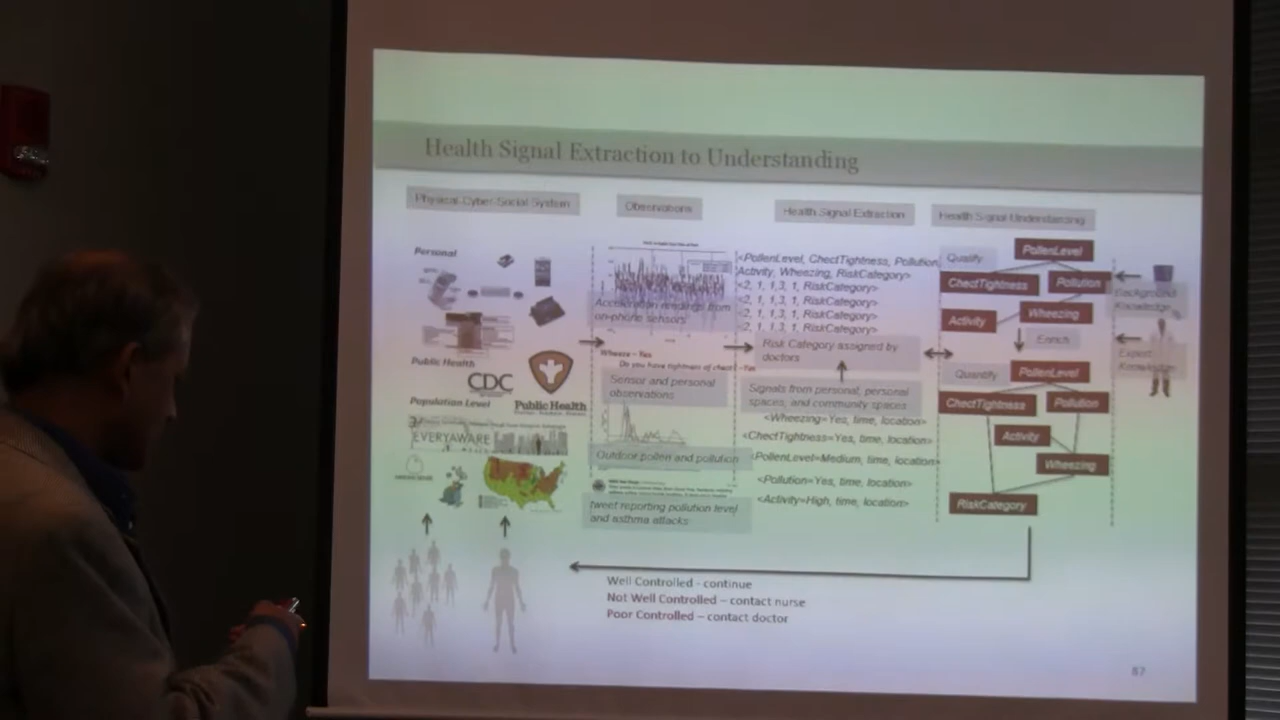 Health Signal Extraction to Understanding
Physical-Cyber-Social System
Observations
Health Signal Extraction
Health Signal Understanding
Personal
Public Health
CDC
Public Health
Population Level
EVERYAWARE
Acceleration readings from
on-phone sensors
Wheeze – Yes
Do you have tightness of chest? –Yes
Sensor and personal
observations
Outdoor pollen and pollution
tweet reporting pollution level
and asthma attacks
<PollenLevel, ChectTightness, Pollution,
Activity, Wheezing, RiskCategory>
<2, 1, 1,3, 1, RiskCategory>
<2, 1, 1,3, 1, RiskCategory>
<2, 1, 1,3, 1, RiskCategory>
<2, 1, 1,3, 1, RiskCategory>
Risk Category assigned by
doctors
Signals from personal, personal
spaces, and community spaces
<Wheezing=Yes, time, location>
<ChectTightness=Yes, time, location>
<PollenLevel=Medium, time, location>
<Pollution=Yes, time, location>
<Activity=High, time, location>
Qualify
PollenLevel
ChectTightness
Pollution
Activity
Wheezing
Enrich
Quantify
PollenLevel
ChectTightness
Pollution
Activity
Wheezing
RiskCategory
Background
Knowledge
Expert
Knowledge
Well Controlled - continue
Not Well Controlled – contact nurse
Poor Controlled – contact doctor
87